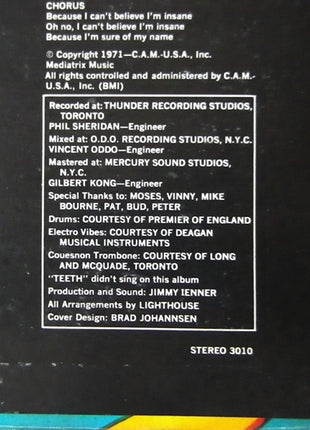 CHORUS
Because I can't believe I'm insane
Oh no, I can't believe I'm insane
Because I'm sure of my name
© Copyright 1971—C.A.M.-U.S.A., Inc.
Mediatrix Music
All rights controlled and administered by C.A.M.-
U.S.A., Inc. (BMI)
Recorded at: THUNDER RECORDING STUDIOS,
TORONTO
PHIL SHERIDAN—Engineer
Mixed at: O.D.O. RECORDING STUDIOS, N.Y.C.
VINCENT ODDO—Engineer
Mastered at: MERCURY SOUND STUDIOS,
N.Y.C.
GILBERT KONG—Engineer
Special Thanks to: MOSES, VINNY, MIKE
BOURNE, PAT, BUD, PETER
Drums: COURTESY OF PREMIER OF ENGLAND
Electro Vibes: COURTESY OF DEAGAN
MUSICAL INSTRUMENTS
Couesnon Trombone: COURTESY OF LONG
AND MCQUADE, TORONTO
"TEETH" didn't sing on this album
Production and Sound: JIMMY IENNER
All Arrangements by LIGHTHOUSE
Cover Design: BRAD JOHANNSEN
STEREO 3010